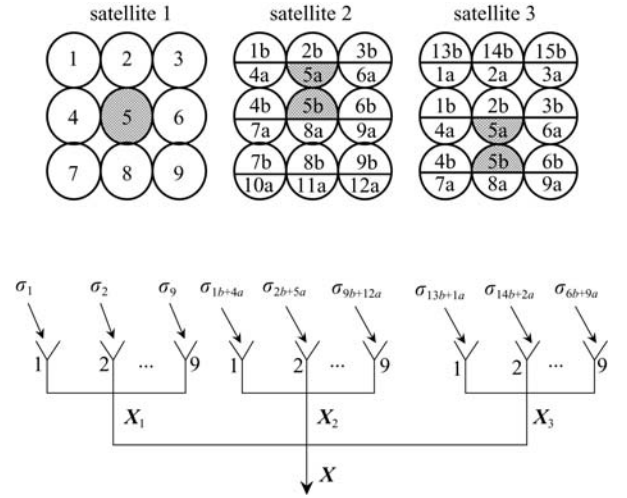 satellite 1 satellite 2 satellite 3
1 2 3 1b 2b 3b 13b 14b 15b
4a 5a 6a 1a 2a 3a
4 5 6 4b 5b 6b 1b 2b 3b
7a 8a 9a 4a 5a 6a
7 8 9 7b 8b 9b 4b 5b 6b
10a 11a 12a 7a 8a 9a
σ1 σ2 σ9 σ1b+4a σ2b+5a σ9b+12a σ13b+1a σ14b+2a σ6b+9a
1 2 ... 9 1 2 ... 9 1 2 ... 9
X1 X2 X3
X